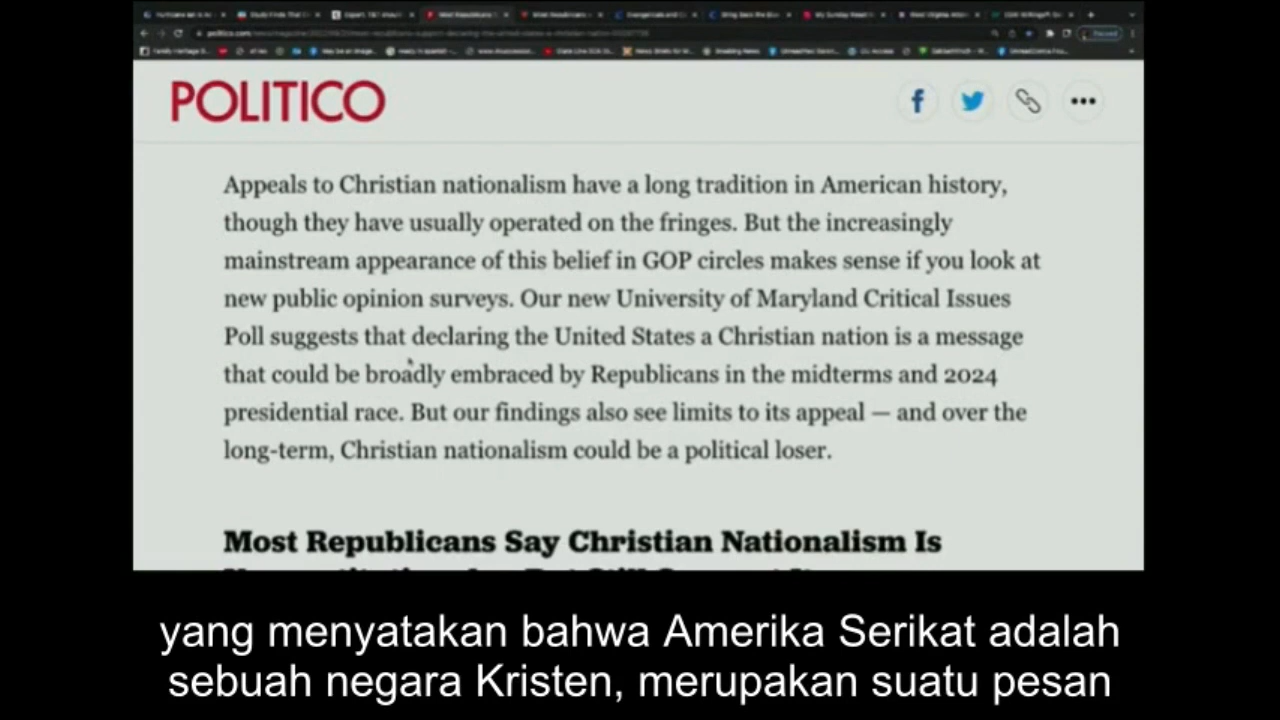 POLITICO
Appeals to Christian nationalism have a long tradition in American history,
though they have usually operated on the fringes. But the increasingly
mainstream appearance of this belief in GOP circles makes sense if you look at
new public opinion surveys. Our new University of Maryland Critical Issues
Poll suggests that declaring the United States a Christian nation is a message
that could be broadly embraced by Republicans in the midterms and 2024
presidential race. But our findings also see limits to its appeal — and over the
long-term, Christian nationalism could be a political loser.
Most Republicans Say Christian Nationalism Is
yang menyatakan bahwa Amerika Serikat adalah
sebuah negara Kristen, merupakan suatu pesan